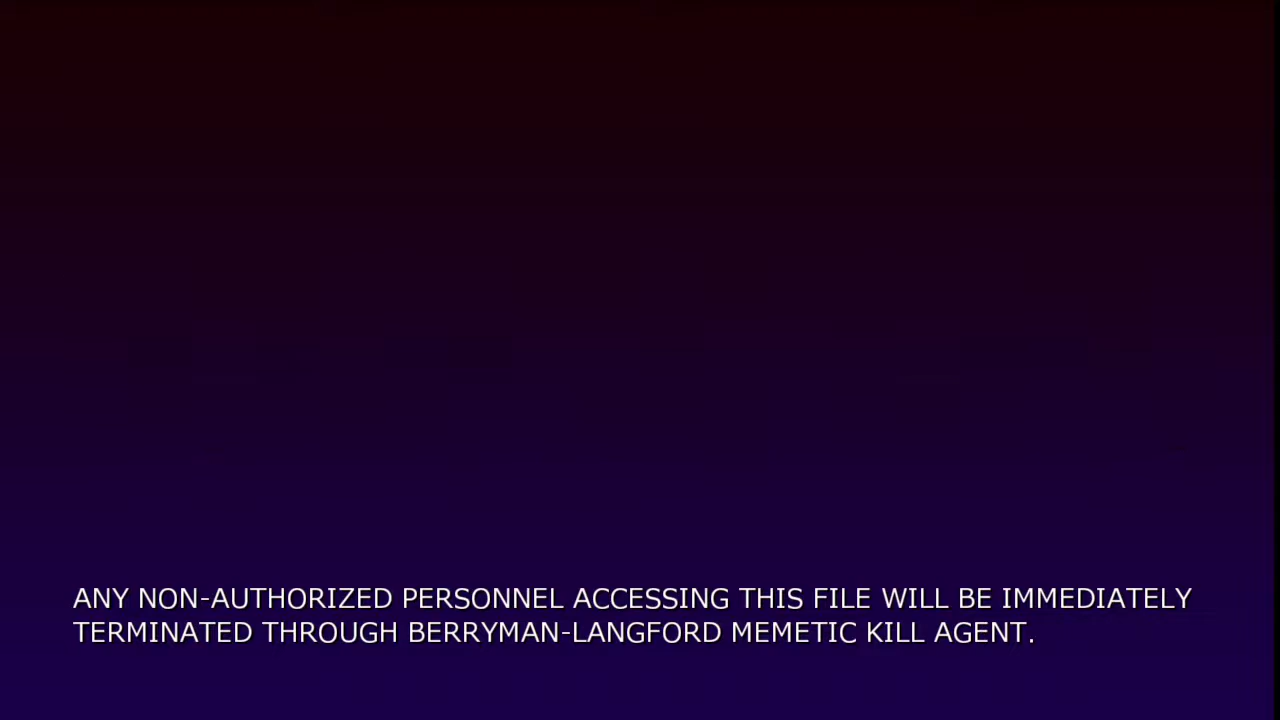 ANY NON-AUTHORIZED PERSONNEL ACCESSING THIS FILE WILL BE IMMEDIATELY
TERMINATED THROUGH BERRYMAN-LANGFORD MEMETIC KILL AGENT.